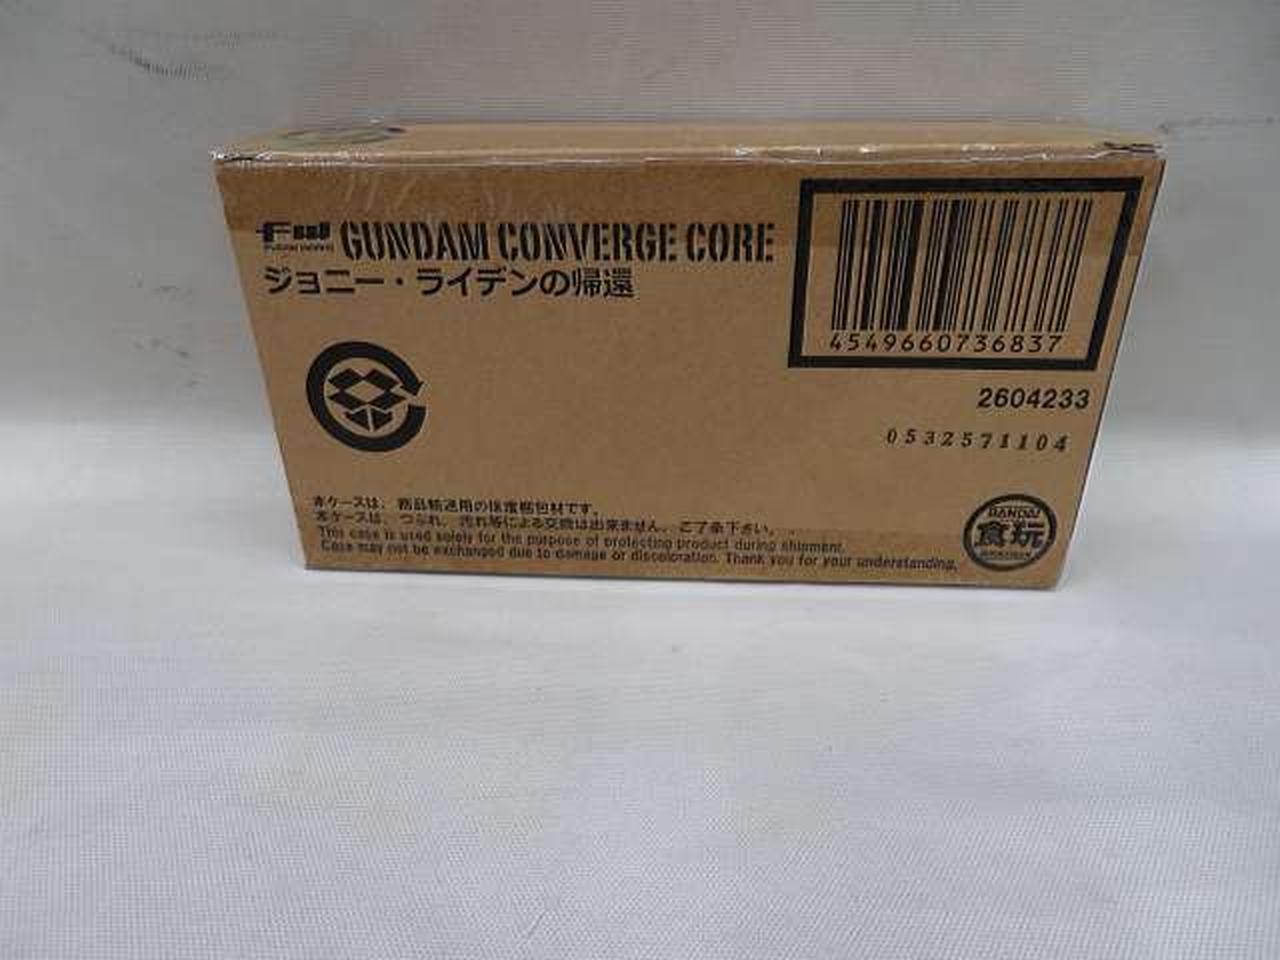 FW GUNDAM CONVERGE CORE
ジョニー・ライデンの帰還
4549660736837
2604233
0532571104
本ケースは、商品輸送用の保護梱包材です。
本ケースは、つぶれ、汚れ等による交換は出来ません。ご了承下さい。
This case is used solely for the purpose of protecting product during shipment.
Case may not be exchanged due to damage or discoloration. Thank you for your understanding.
BANDAI
食玩